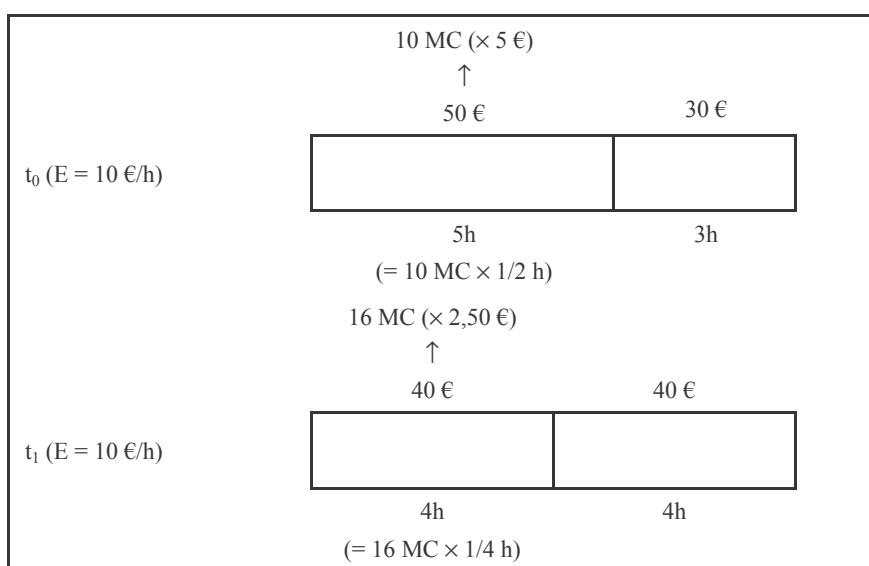 10 MC (× 5 €)
↑
50 € 30 €
t₀ (E = 10 €/h)
5h 3h
(= 10 MC × 1/2 h)
16 MC (× 2,50 €)
↑
40 € 40 €
t₁ (E = 10 €/h)
4h 4h
(= 16 MC × 1/4 h)